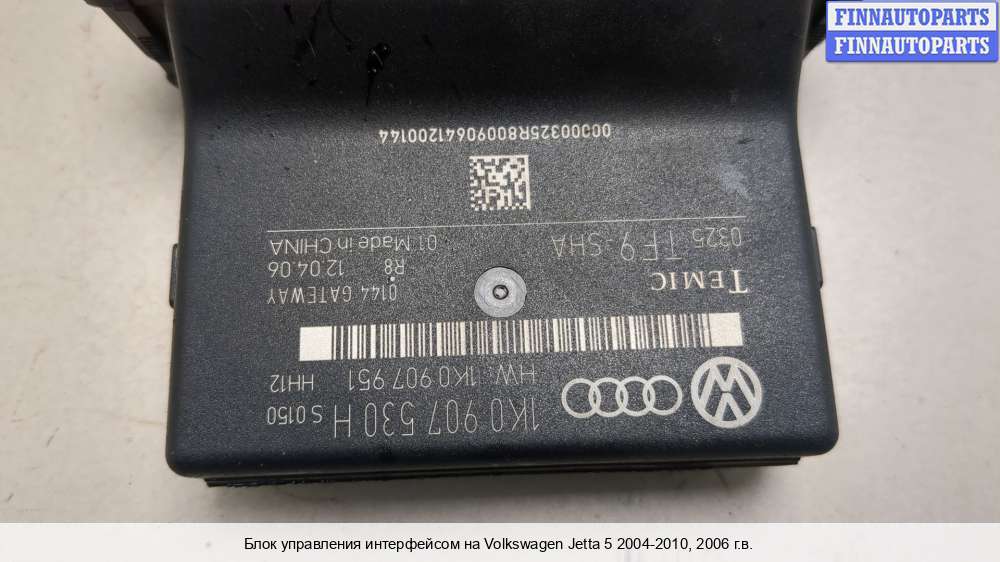 FINNAUTOPARTS
FINNAUTOPARTS
1K0 907 530 H
S 0150
HW: 1K0 907 951
HH12
TEMIC
0144 GATEWAY
R8 12.04.06
0325 TF9-SHA
01 Made in CHINA
00000325R80090641200144
Блок управления интерфейсом на Volkswagen Jetta 5 2004-2010, 2006 г.в.